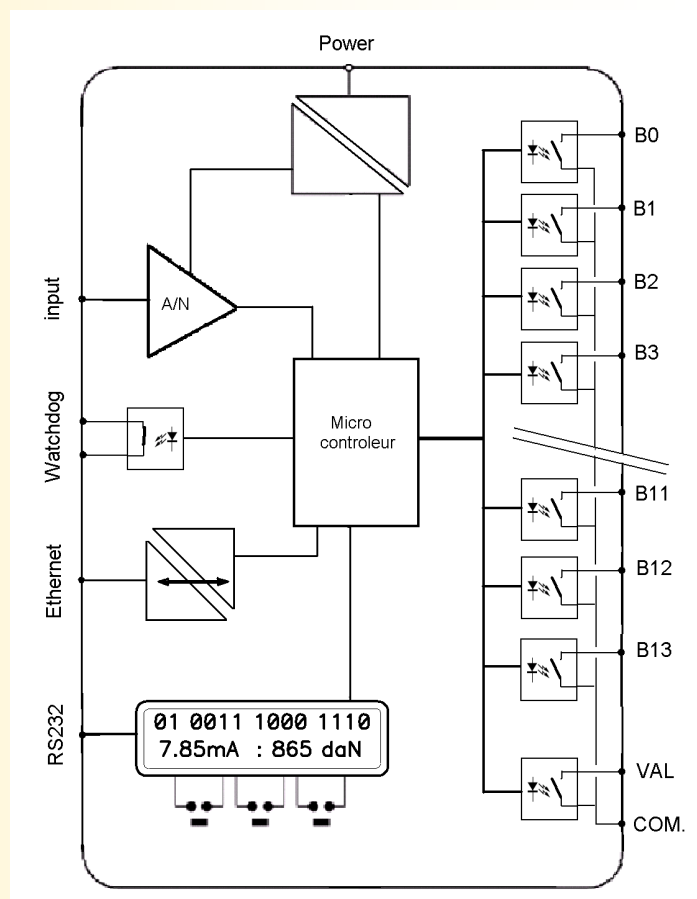 Power
B0
B1
B2
B3
input
A/N
Micro
controleur
Watchdog
B11
B12
Ethernet
B13
RS232
01 0011 1000 1110
7.85mA : 865 daN
VAL
COM.